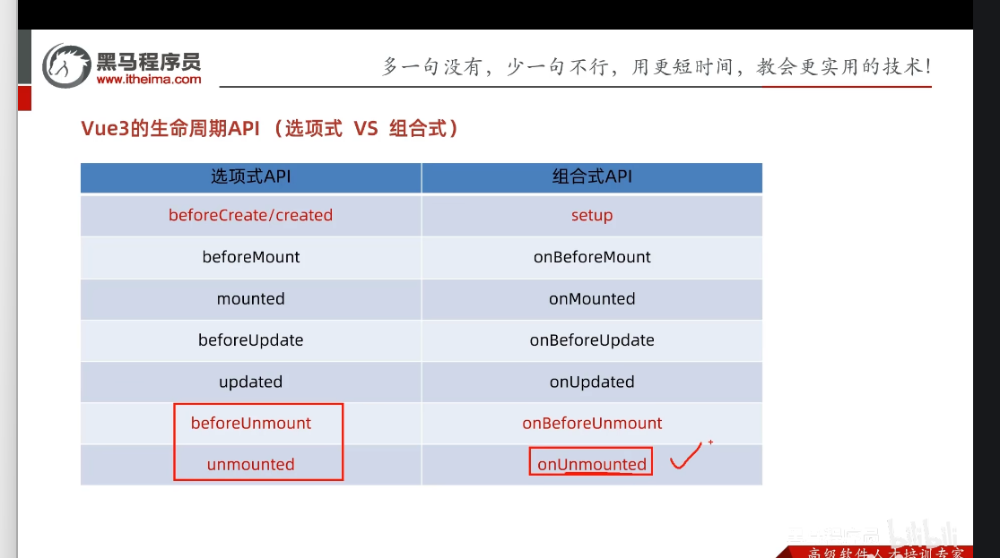 黑马程序员
www.itheima.com
多一句没有，少一句不行，用更短时间，教会更实用的技术！
Vue3的生命周期API （选项式 VS 组合式）
选项式API 组合式API
beforeCreate/created setup
beforeMount onBeforeMount
mounted onMounted
beforeUpdate onBeforeUpdate
updated onUpdated
beforeUnmount onBeforeUnmount
unmounted onUnmounted
bilibili
高级软件人才培训专家